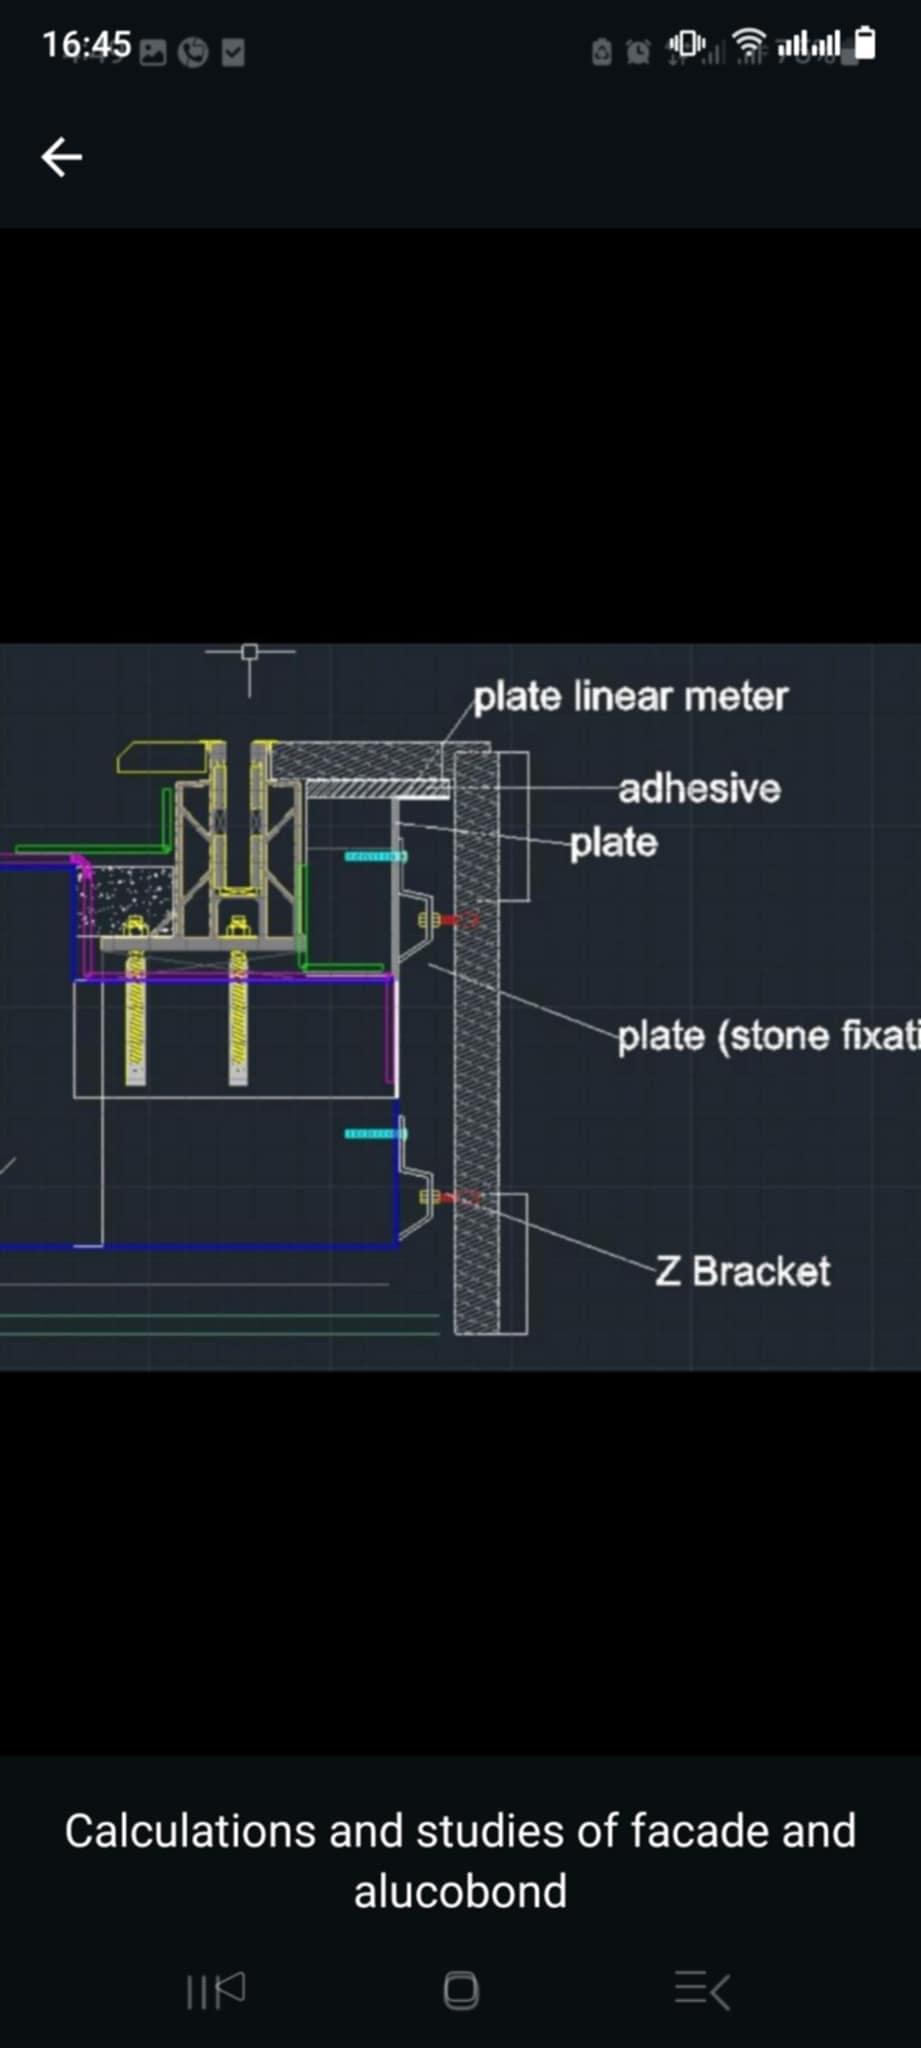 16:45
plate linear meter
adhesive
plate
plate (stone fixati
Z Bracket
Calculations and studies of facade and
alucobond